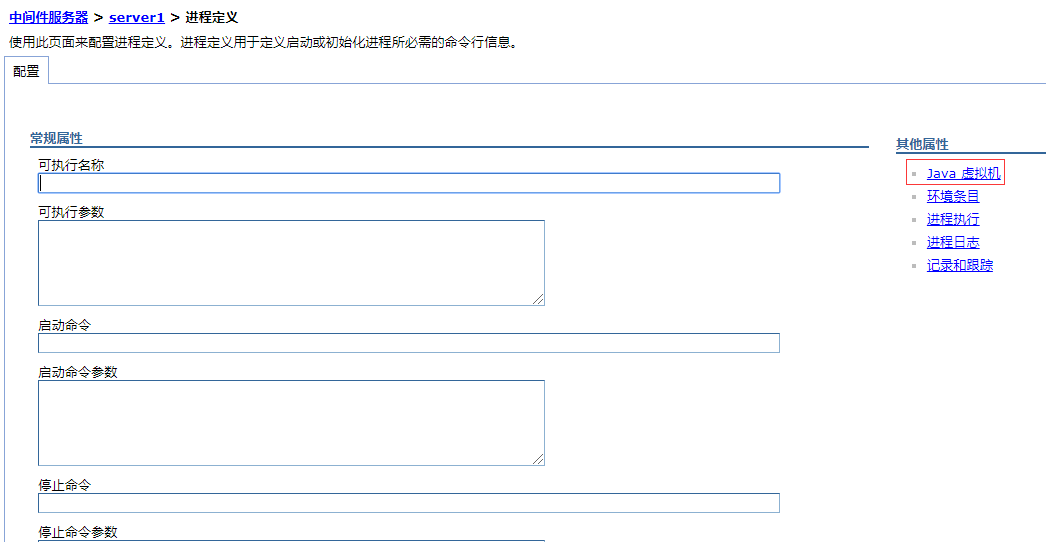 中间件服务器 > server1 > 进程定义
使用此页面来配置进程定义。进程定义用于定义启动或初始化进程所必需的命令行信息。
配置
常规属性
可执行名称
可执行参数
启动命令
启动命令参数
停止命令
停止命令参数
其他属性
Java 虚拟机
环境条目
进程执行
进程日志
记录和跟踪